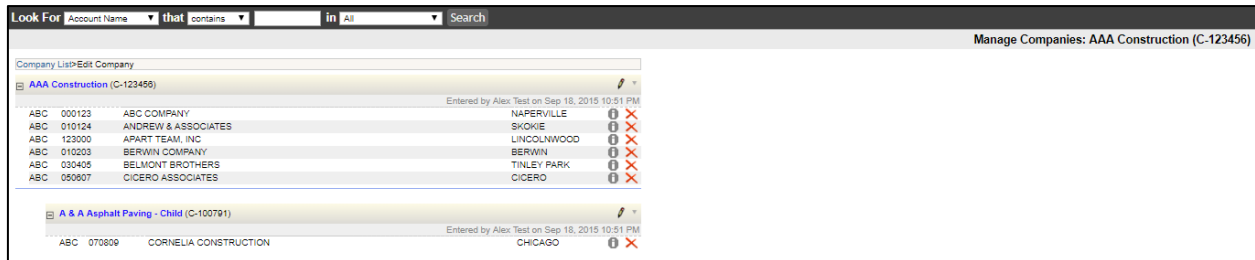 Look For Account Name that contains in All Search
Manage Companies: AAA Construction (C-123456)
Company List>Edit Company
AAA Construction (C-123456)
Entered by Alex Test on Sep 18, 2015 10:51 PM
ABC 000123 ABC COMPANY NAPERVILLE
ABC 010124 ANDREW & ASSOCIATES SKOKIE
ABC 123000 APART TEAM, INC LINCOLNWOOD
ABC 010203 BERWIN COMPANY BERWIN
ABC 030405 BELMONT BROTHERS TINLEY PARK
ABC 050607 CICERO ASSOCIATES CICERO
A & A Asphalt Paving - Child (C-100791)
Entered by Alex Test on Sep 18, 2015 10:51 PM
ABC 070809 CORNELIA CONSTRUCTION CHICAGO